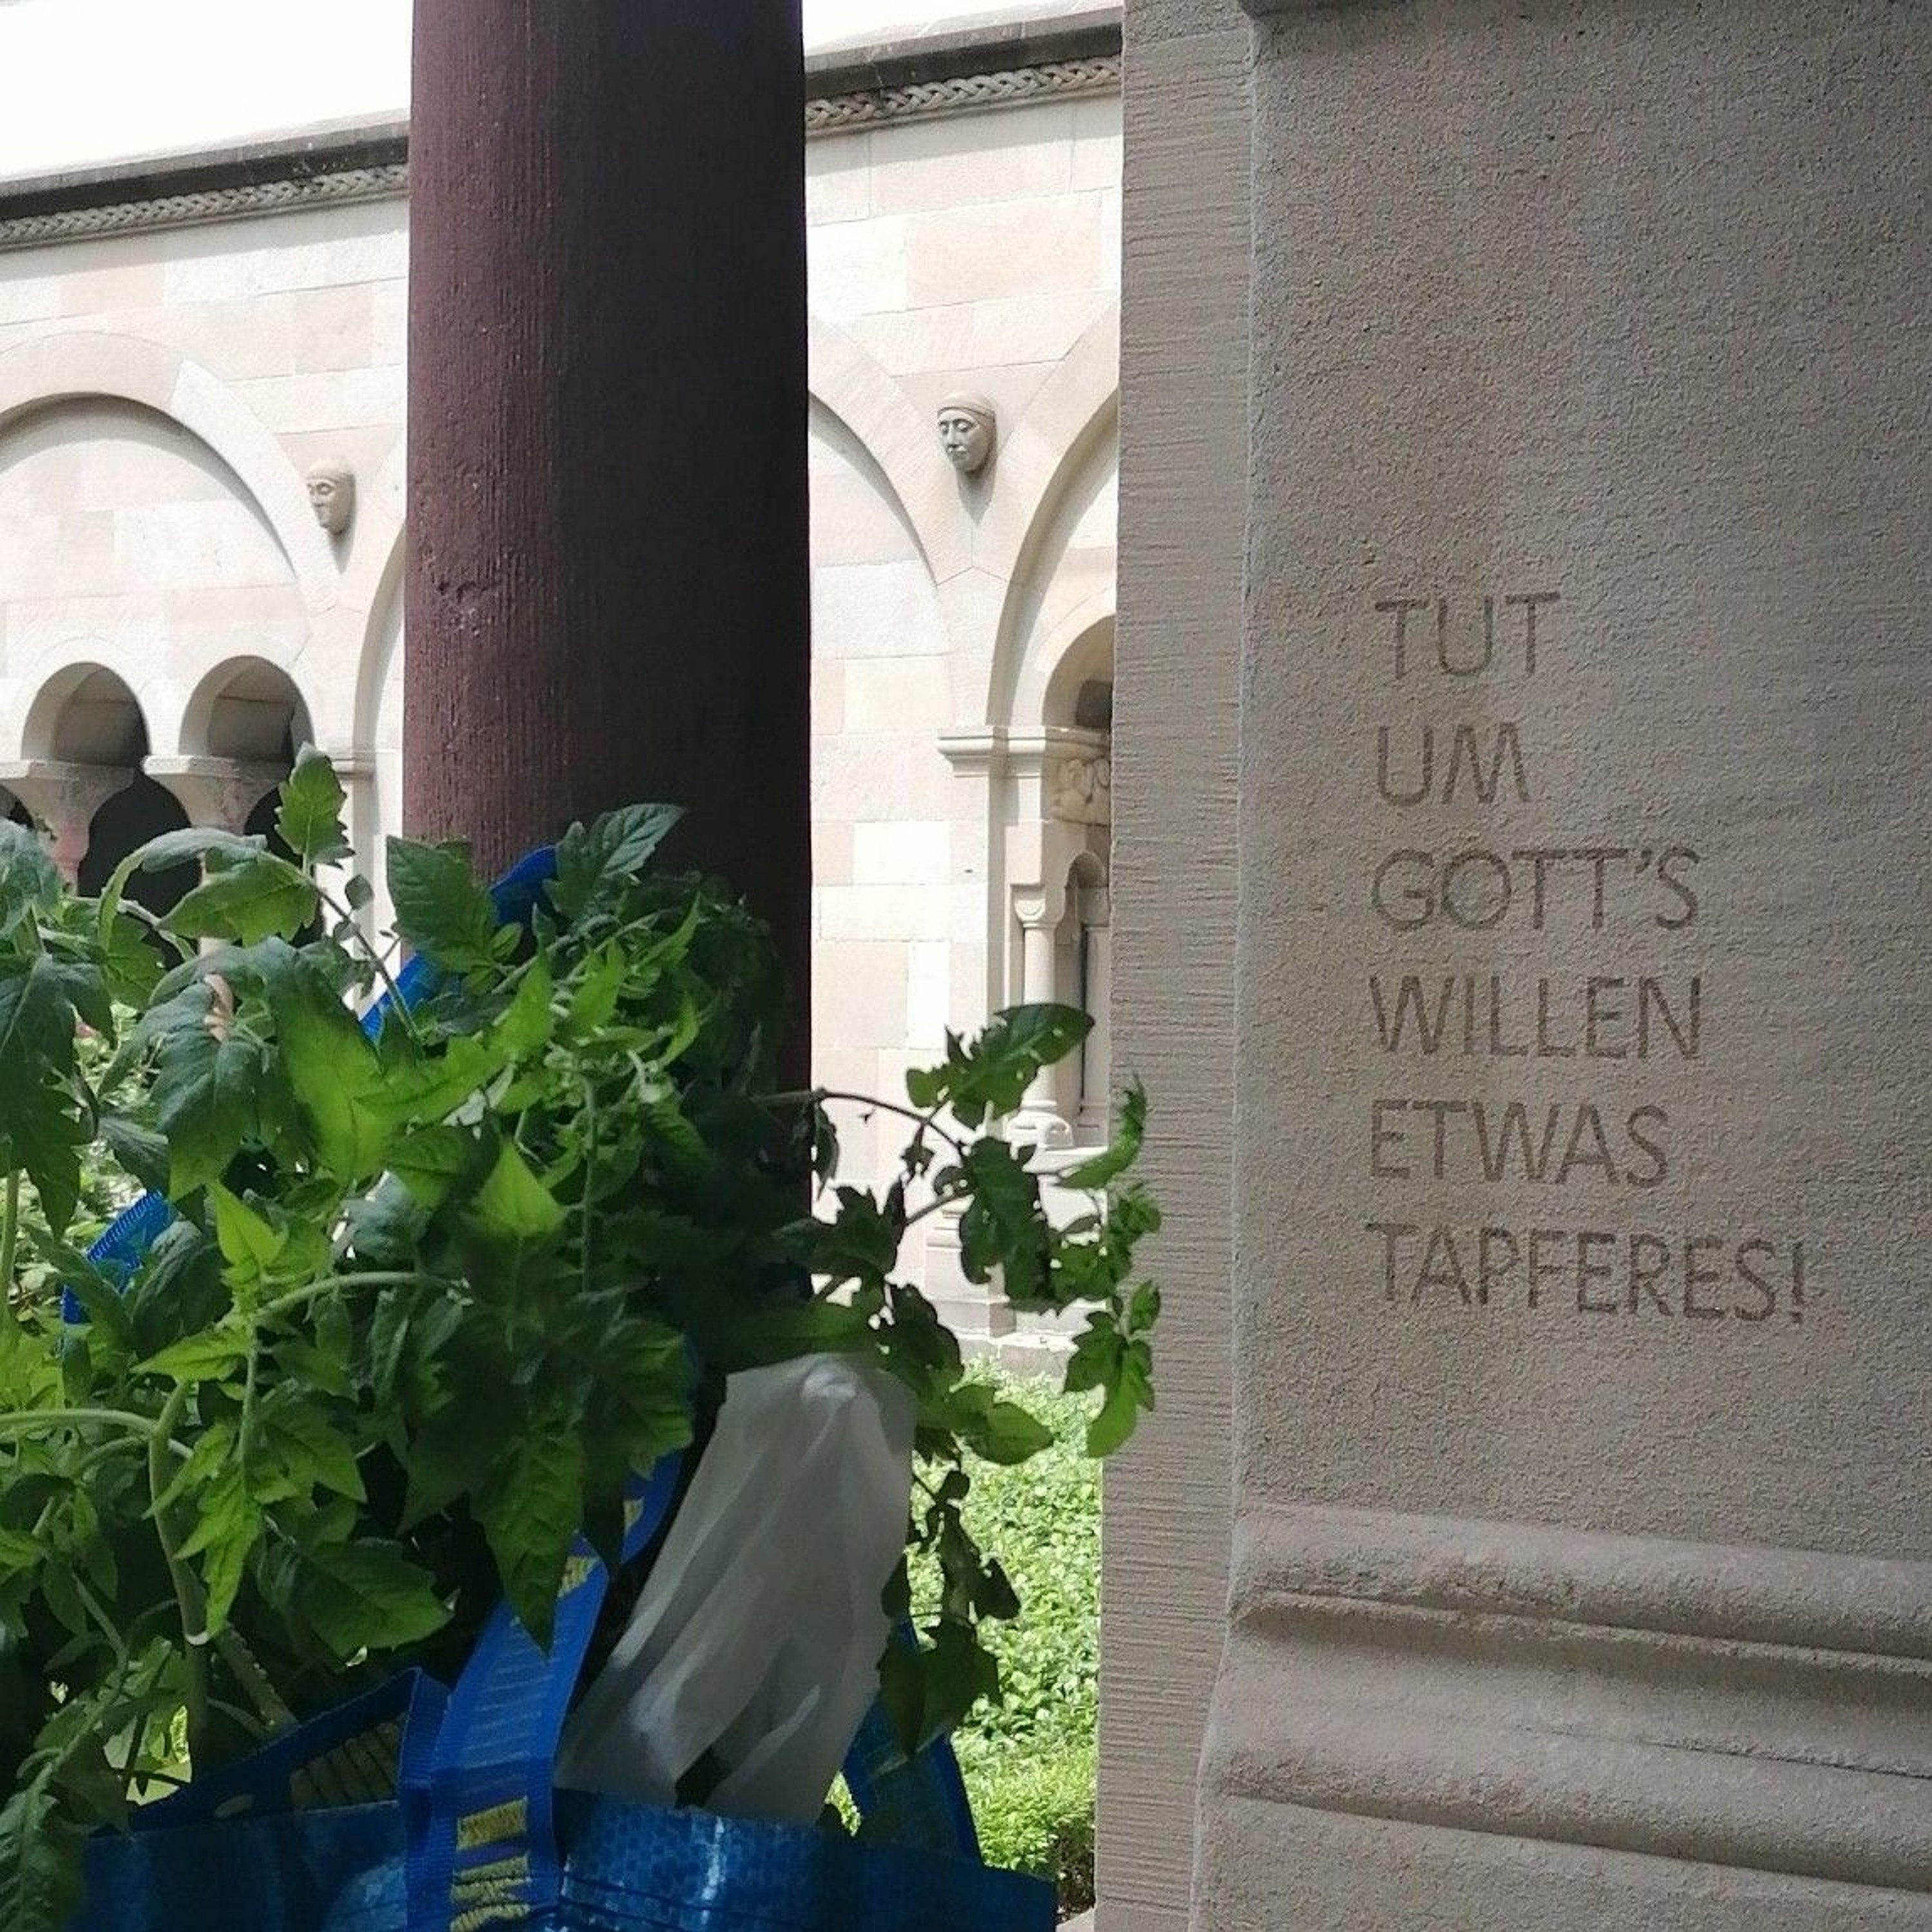 TUT
UM
GOTT'S
WILLEN
ETWAS
TAPFERES!